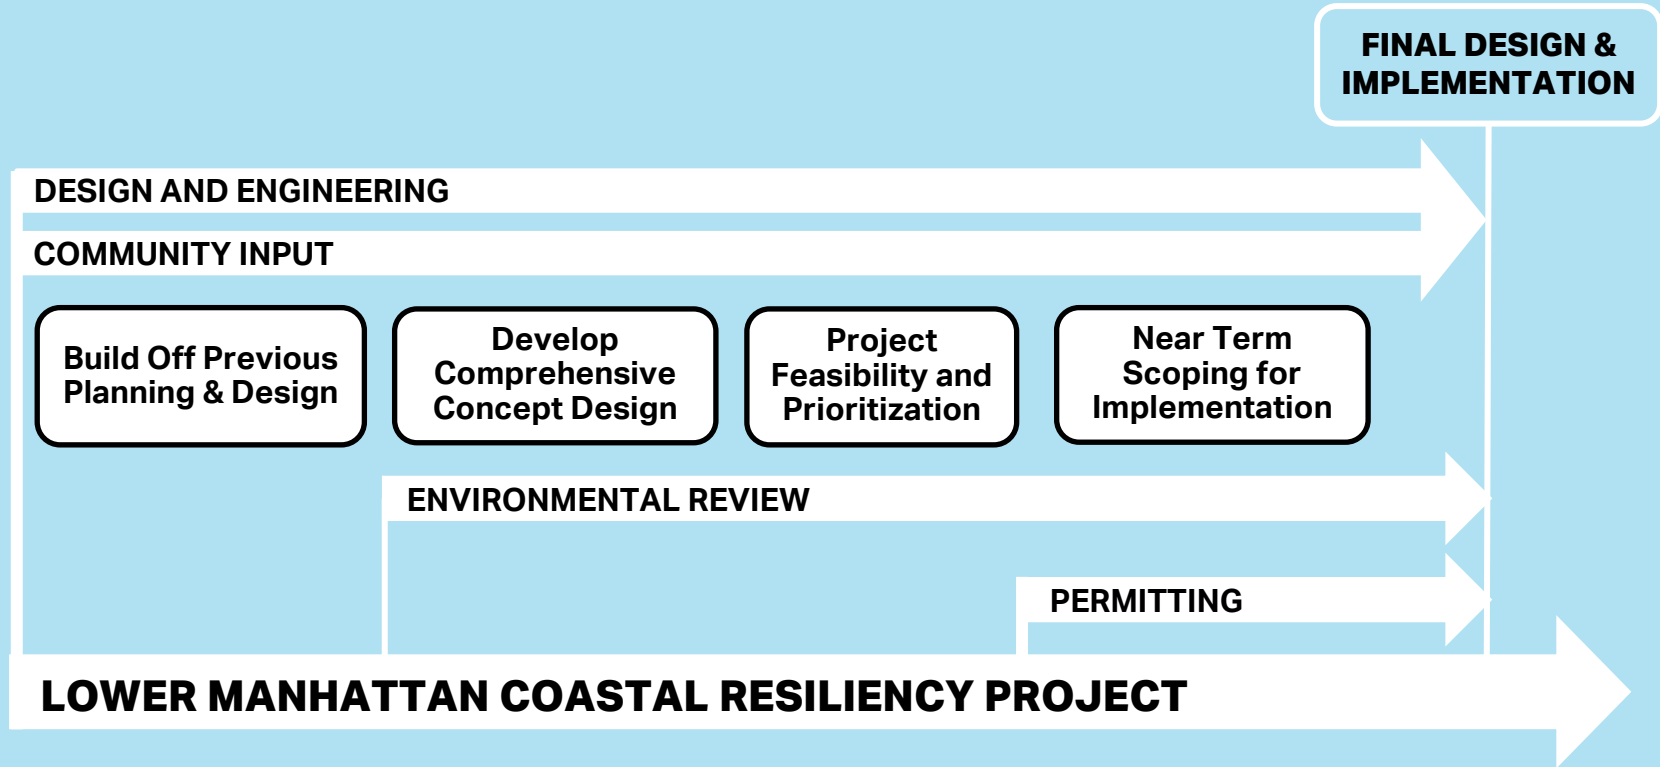 FINAL DESIGN &
IMPLEMENTATION
DESIGN AND ENGINEERING
COMMUNITY INPUT
Build Off Previous
Planning & Design
Develop
Comprehensive
Concept Design
Project
Feasibility and
Prioritization
Near Term
Scoping for
Implementation
ENVIRONMENTAL REVIEW
PERMITTING
LOWER MANHATTAN COASTAL RESILIENCY PROJECT